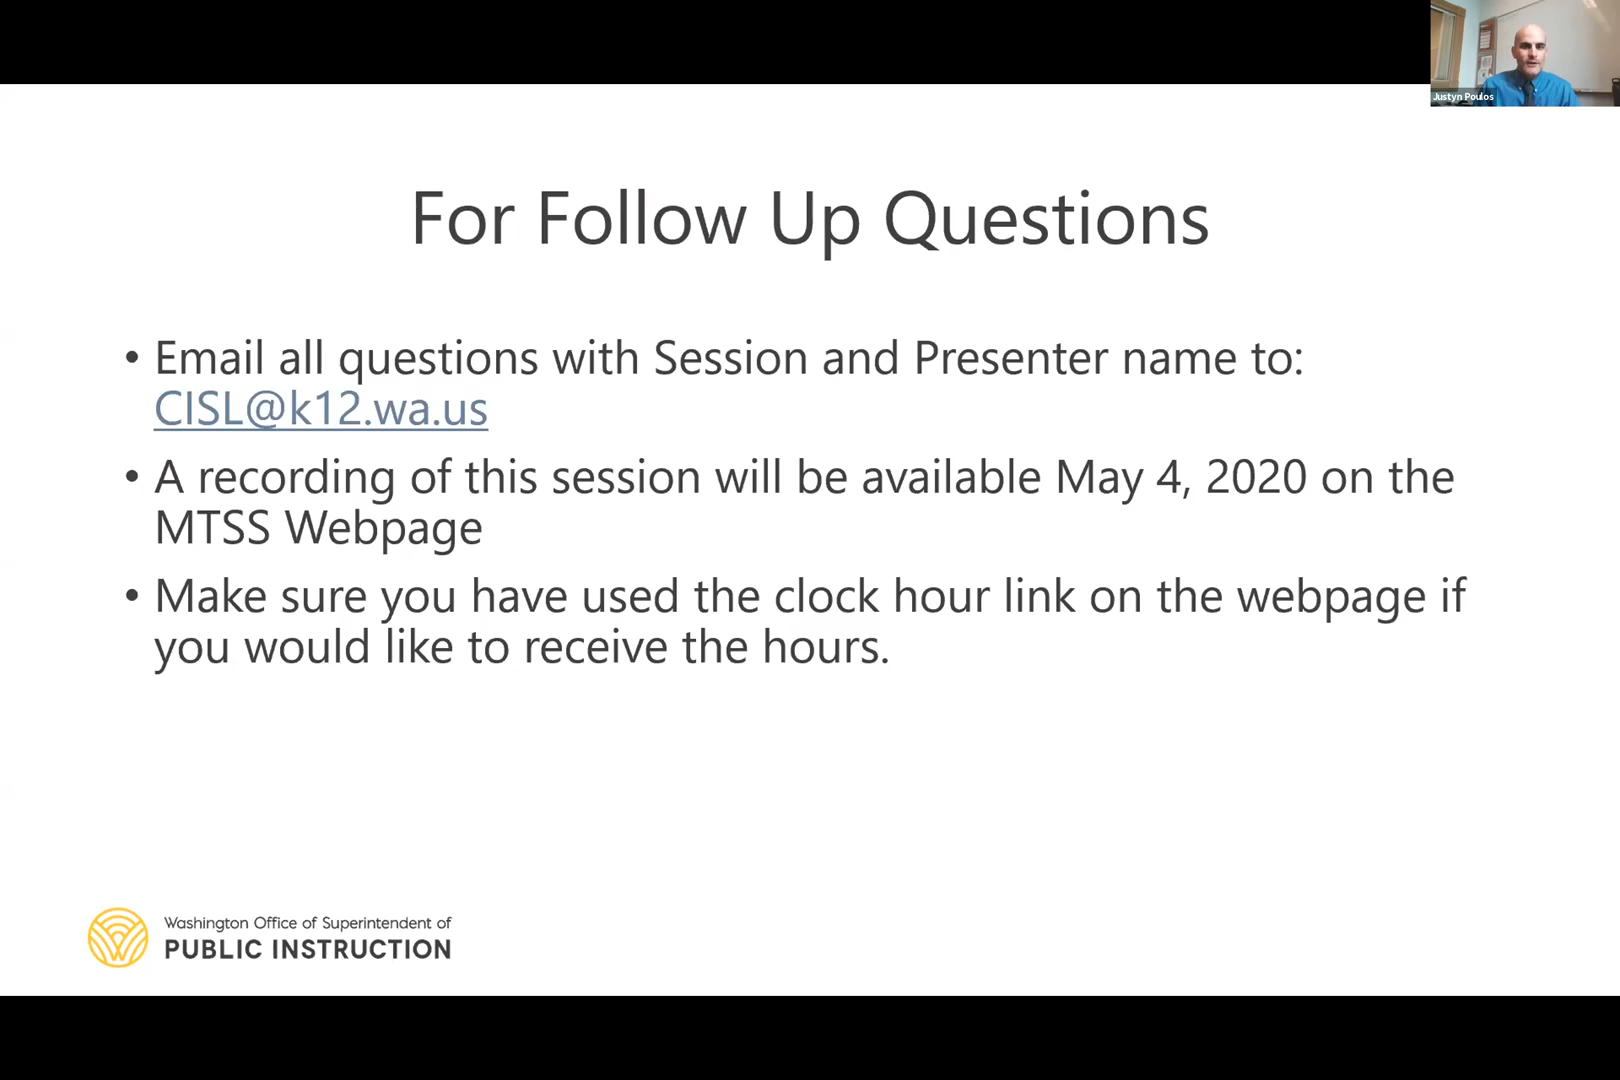 Justyn Poulos
For Follow Up Questions
• Email all questions with Session and Presenter name to:
CISL@k12.wa.us
• A recording of this session will be available May 4, 2020 on the
MTSS Webpage
• Make sure you have used the clock hour link on the webpage if
you would like to receive the hours.
Washington Office of Superintendent of
PUBLIC INSTRUCTION